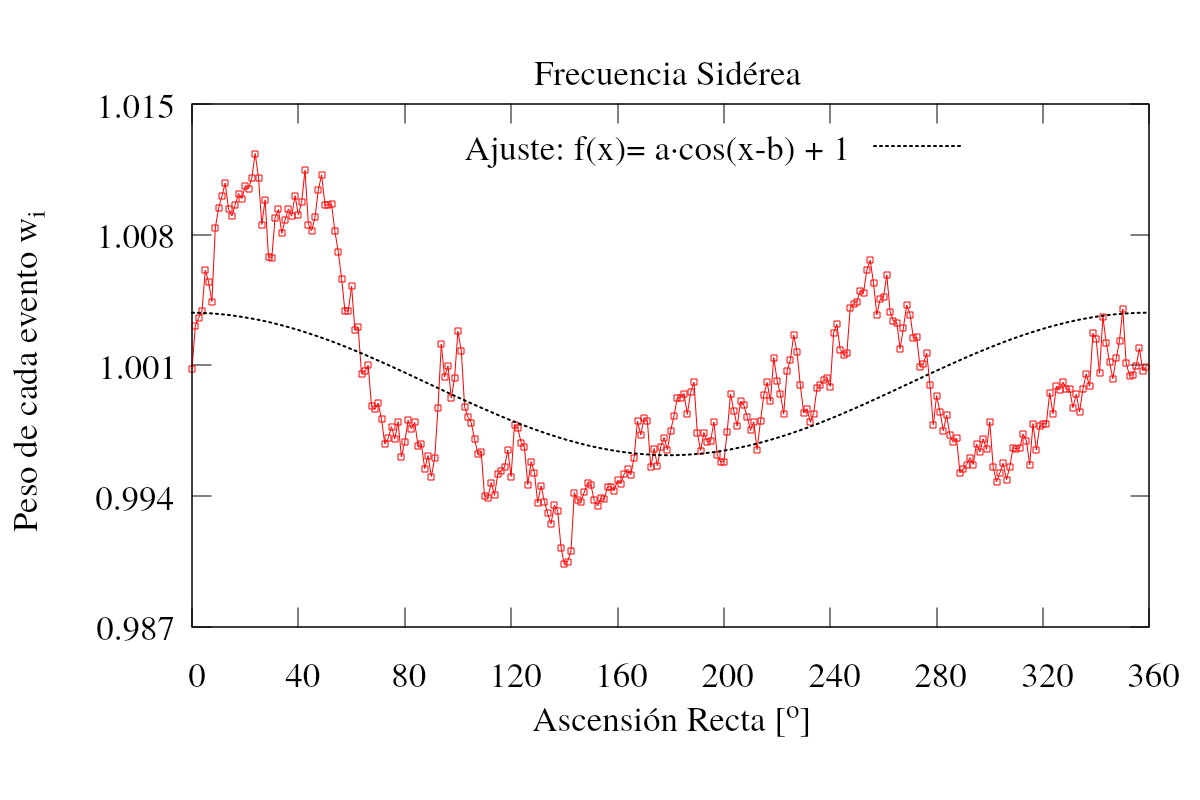 Frecuencia Sidérea
Ajuste: f(x)= a·cos(x-b) + 1
Peso de cada evento wi
1.015
1.008
1.001
0.994
0.987
0 40 80 120 160 200 240 280 320 360
Ascensión Recta [º]